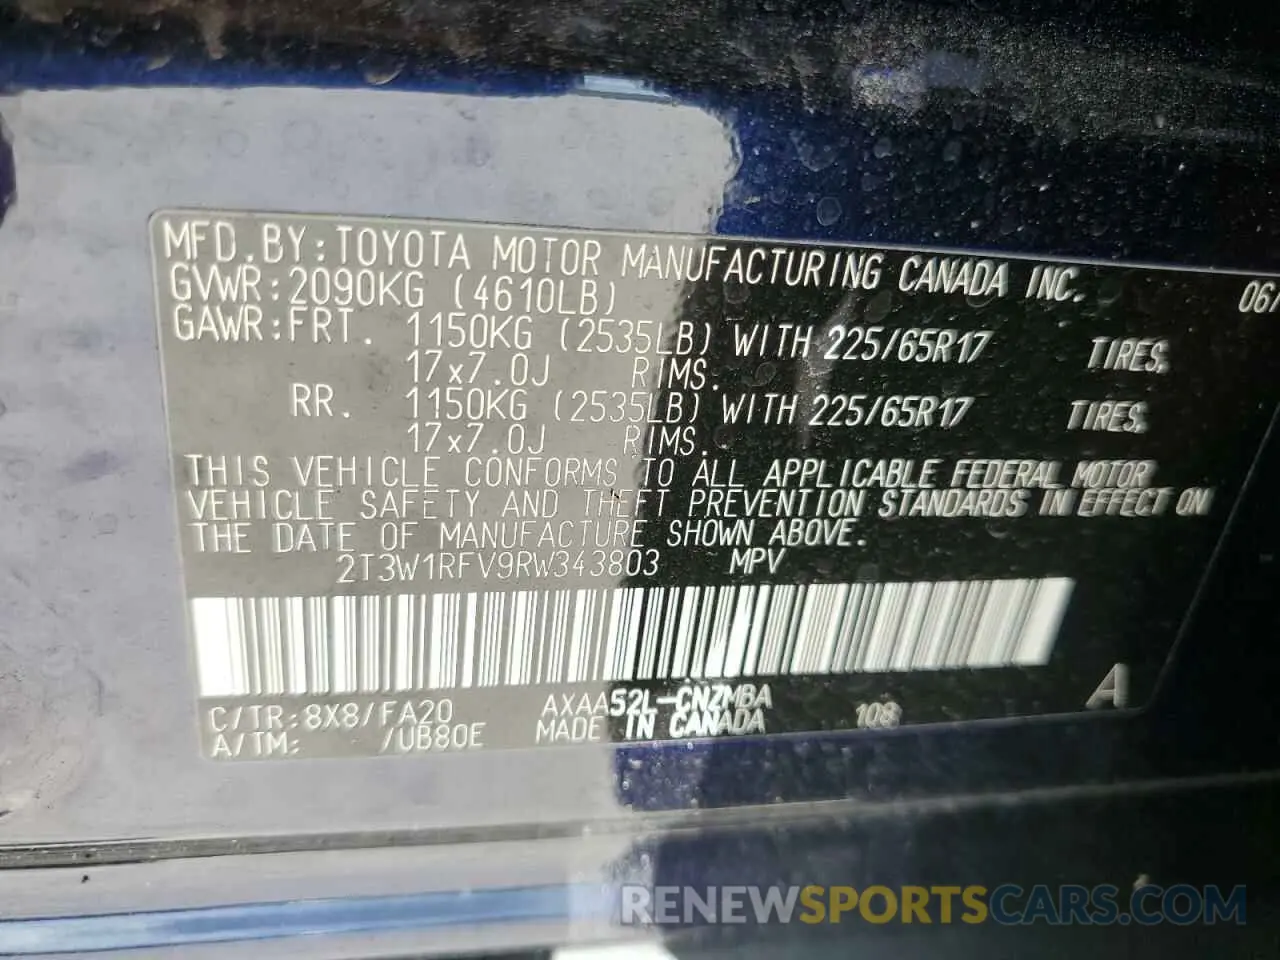 MFD.BY:TOYOTA MOTOR MANUFACTURING CANADA INC. 06/
GVWR:2090KG (4610LB)
GAWR:FRT. 1150KG (2535LB) WITH 225/65R17 TIRES,
17x7.0J RIMS.
RR. 1150KG (2535LB) WITH 225/65R17 TIRES,
17x7.0J RIMS.
THIS VEHICLE CONFORMS TO ALL APPLICABLE FEDERAL MOTOR
VEHICLE SAFETY AND THEFT PREVENTION STANDARDS IN EFFECT ON
THE DATE OF MANUFACTURE SHOWN ABOVE.
2T3W1RFV9RW343803 MPV
C/TR:8X8/FA20 AXAA52L-CNZMBA 108 A
A/TM: /UB80E MADE IN CANADA
RENEWSPORTSCARS.COM